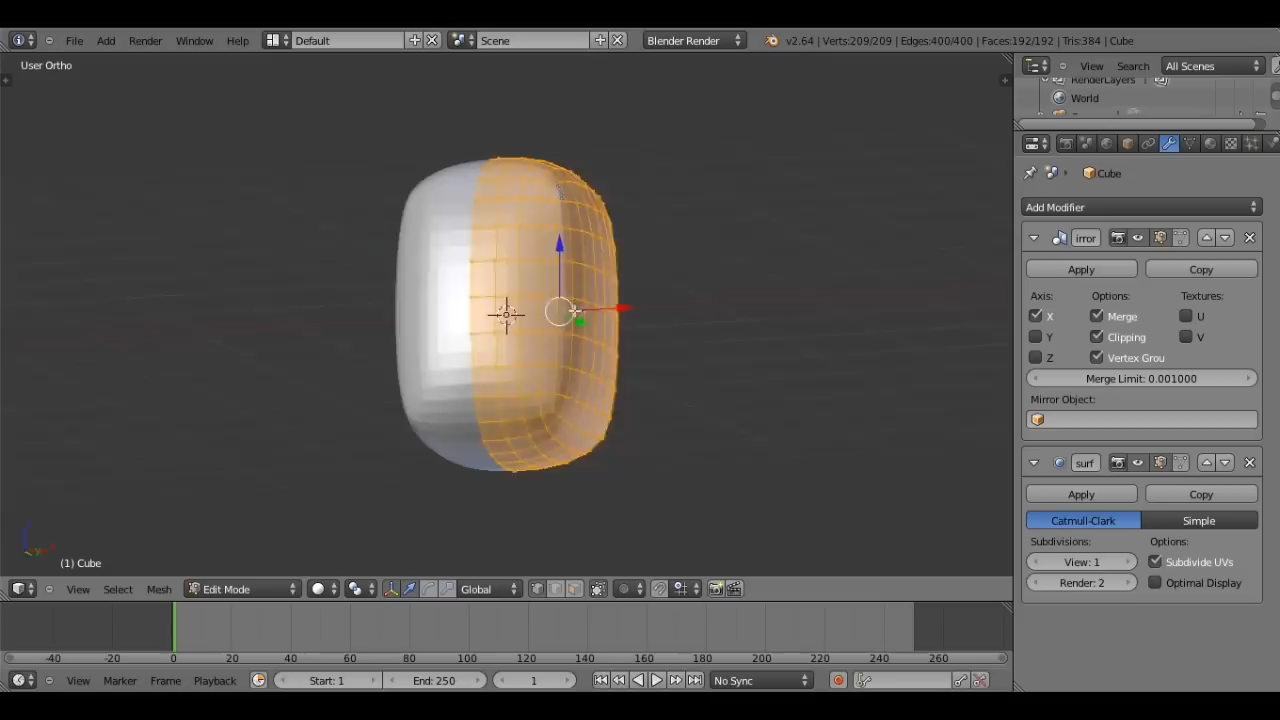 File Add Render Window Help Default Scene Blender Render v2.64 | Verts:209/209 | Edges:400/400 | Faces:192/192 | Tris:384 | Cube
User Ortho
View Search All Scenes
RenderLayers
World
Cube
Add Modifier
irror
Apply Copy
Axis: Options: Textures:
X Merge U
Y Clipping V
Z Vertex Grou
Merge Limit: 0.001000
Mirror Object:
surf
Apply Copy
Catmull-Clark Simple
Subdivisions: Options:
View: 1 Subdivide UVs
Render: 2 Optimal Display
(1) Cube
View Select Mesh Edit Mode Global
-40 -20 0 20 40 60 80 100 120 140 160 180 200 220 240 260
View Marker Frame Playback Start: 1 End: 250 1 No Sync